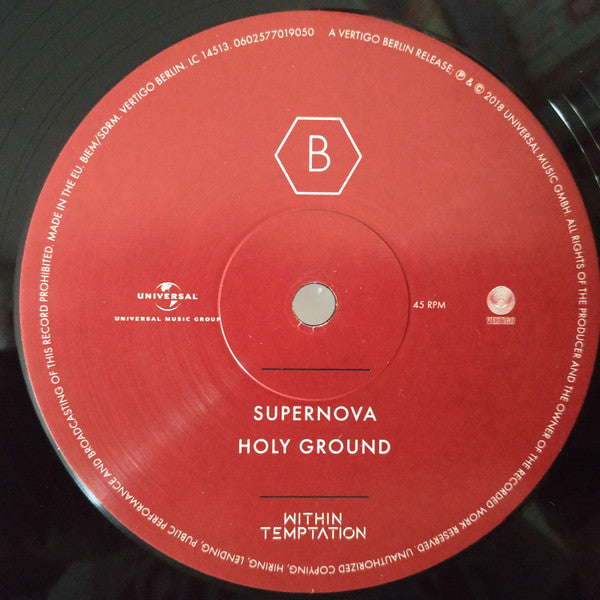 MADE IN THE EU. BIEM/SDRM. VERTIGO BERLIN. LC 14513. 0602577019050 A VERTIGO BERLIN RELEASE, ℗ & © 2018 UNIVERSAL MUSIC GMBH. ALL RIGHTS OF THE PRODUCER AND THE OWNER OF THE RECORDED WORK RESERVED. UNAUTHORIZED COPYING, HIRING, LENDING, PUBLIC PERFORMANCE AND BROADCASTING OF THIS RECORD PROHIBITED.
B
UNIVERSAL
UNIVERSAL MUSIC GROUP
45 RPM
VERTIGO
SUPERNOVA
HOLY GROUND
WITHIN
TEMPTATION